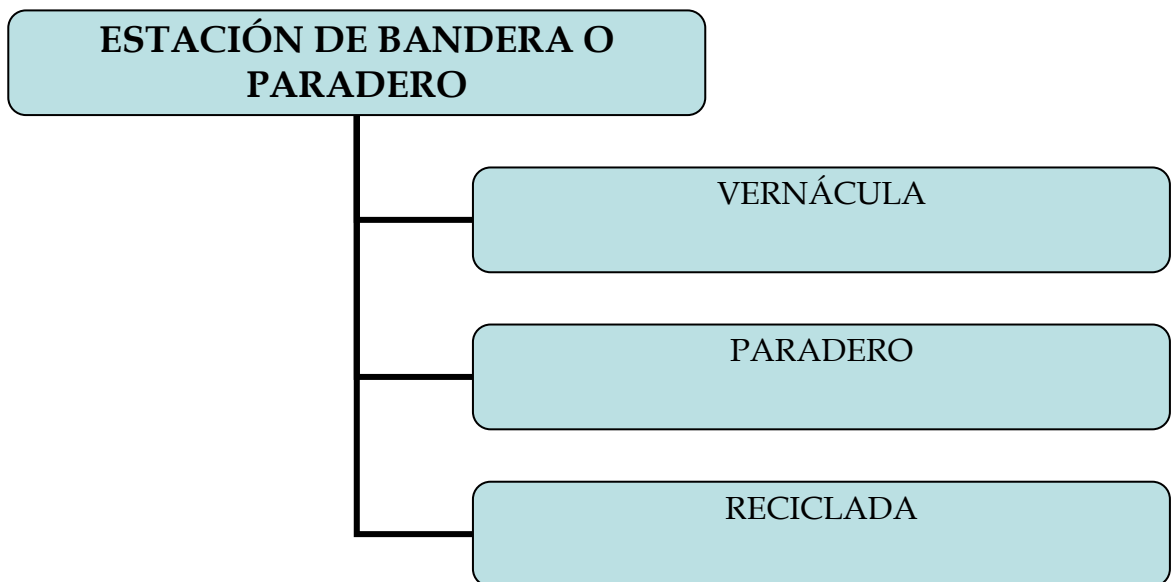 ESTACIÓN DE BANDERA O
PARADERO
VERNÁCULA
PARADERO
RECICLADA